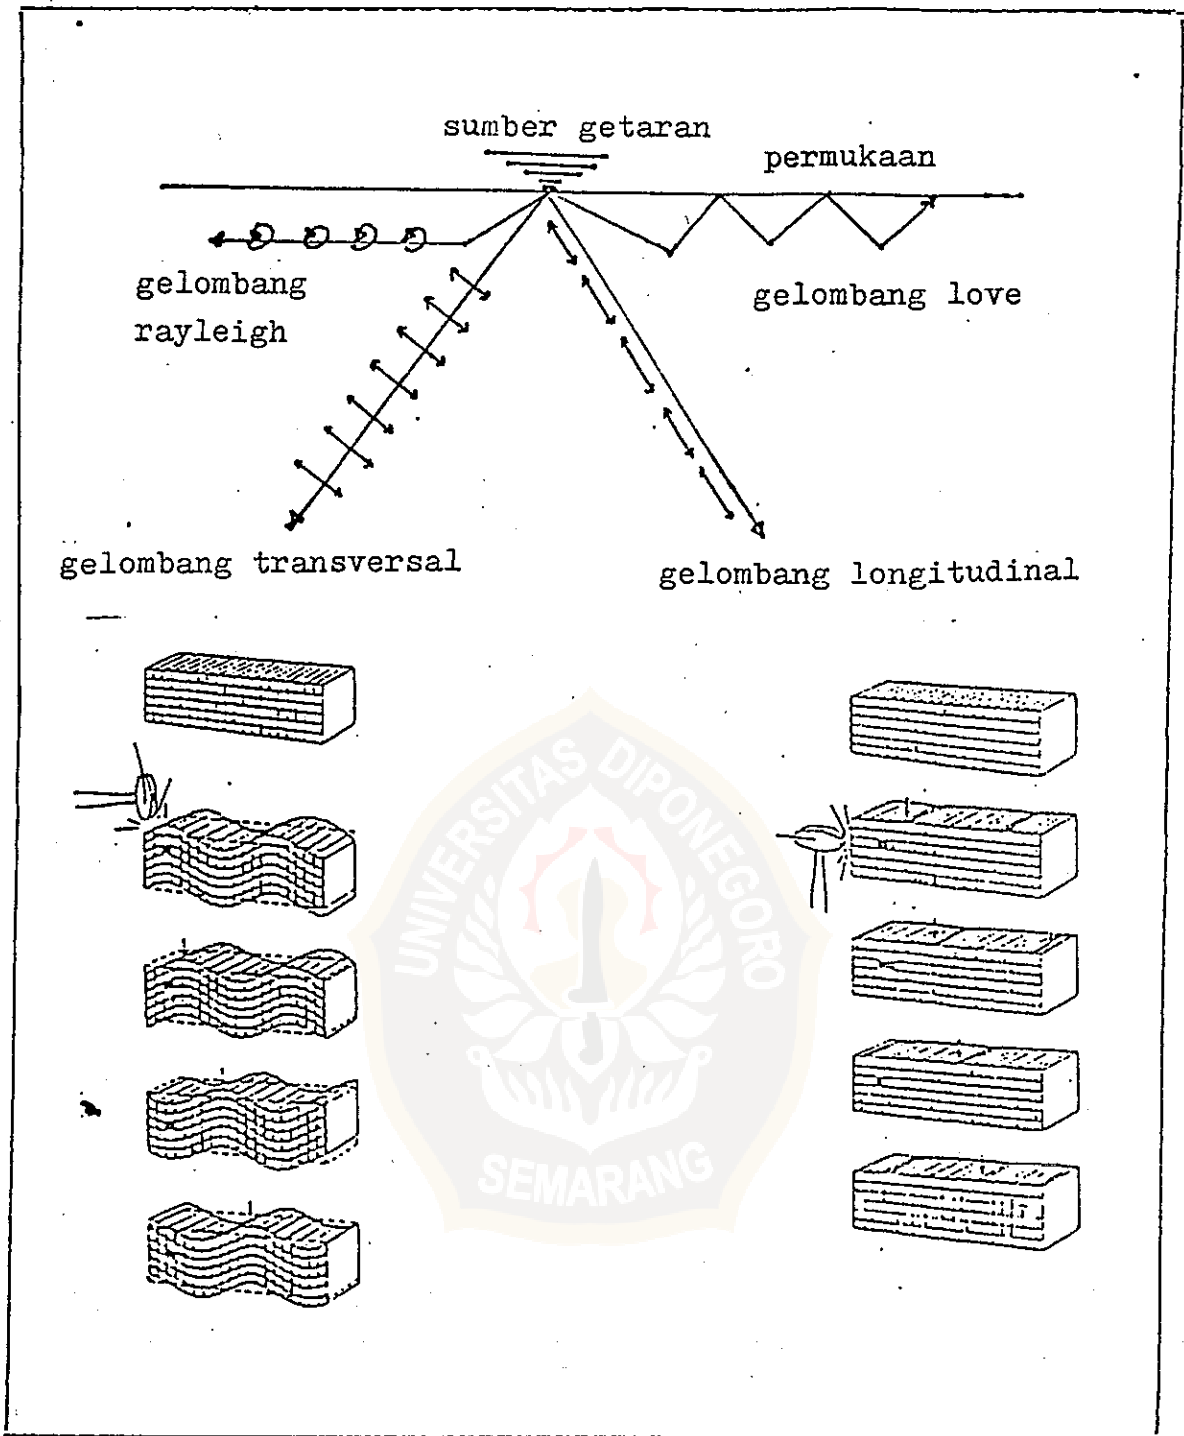 sumber getaran
permukaan
gelombang
rayleigh
gelombang love
gelombang transversal
gelombang longitudinal
UNIVERSITAS DIPONEGORO
SEMARANG